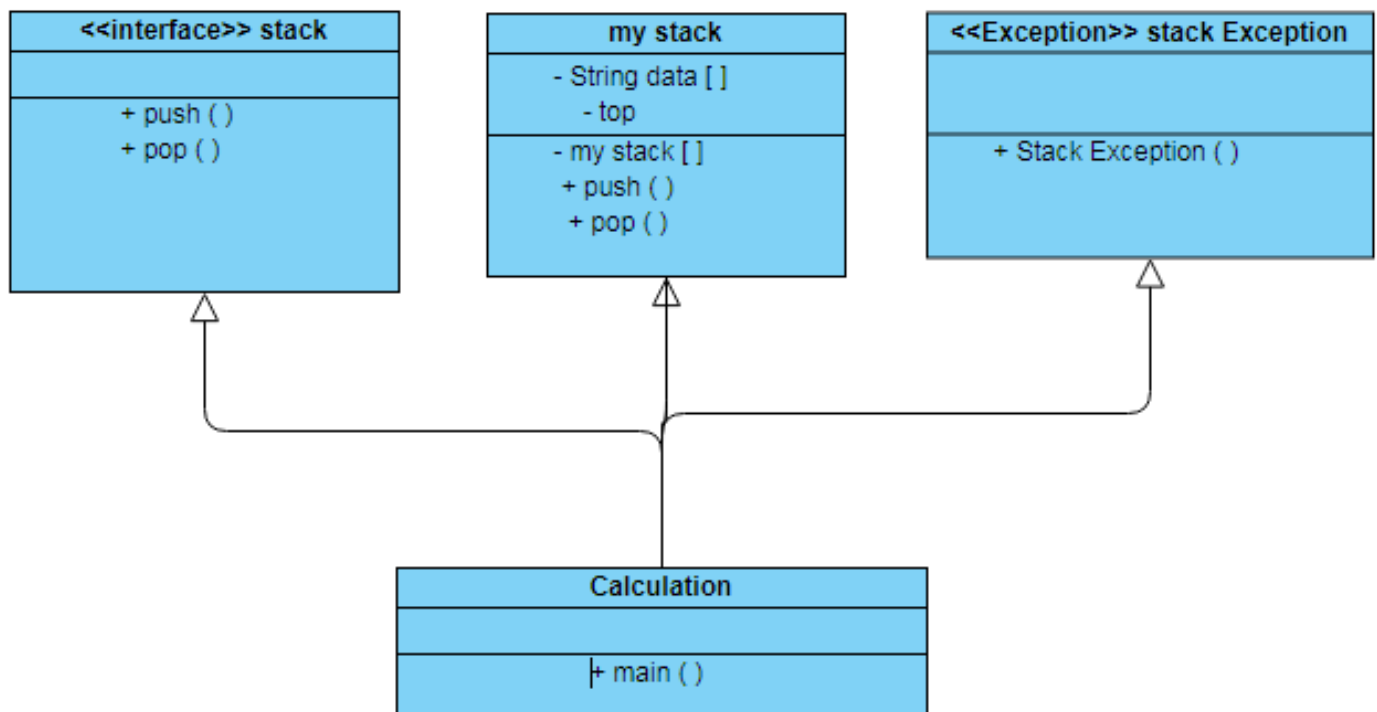 <<interface>> stack
+ push ( )
+ pop ( )
my stack
- String data [ ]
- top
- my stack [ ]
+ push ( )
+ pop ( )
<<Exception>> stack Exception
+ Stack Exception ( )
Calculation
+ main ( )